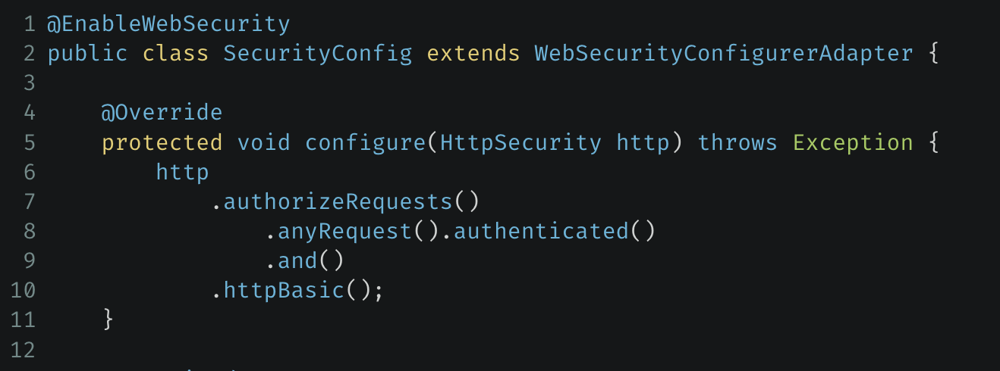 1 @EnableWebSecurity
2 public class SecurityConfig extends WebSecurityConfigurerAdapter {
3
4     @Override
5     protected void configure(HttpSecurity http) throws Exception {
6         http
7             .authorizeRequests()
8                 .anyRequest().authenticated()
9                 .and()
10             .httpBasic();
11     }
12